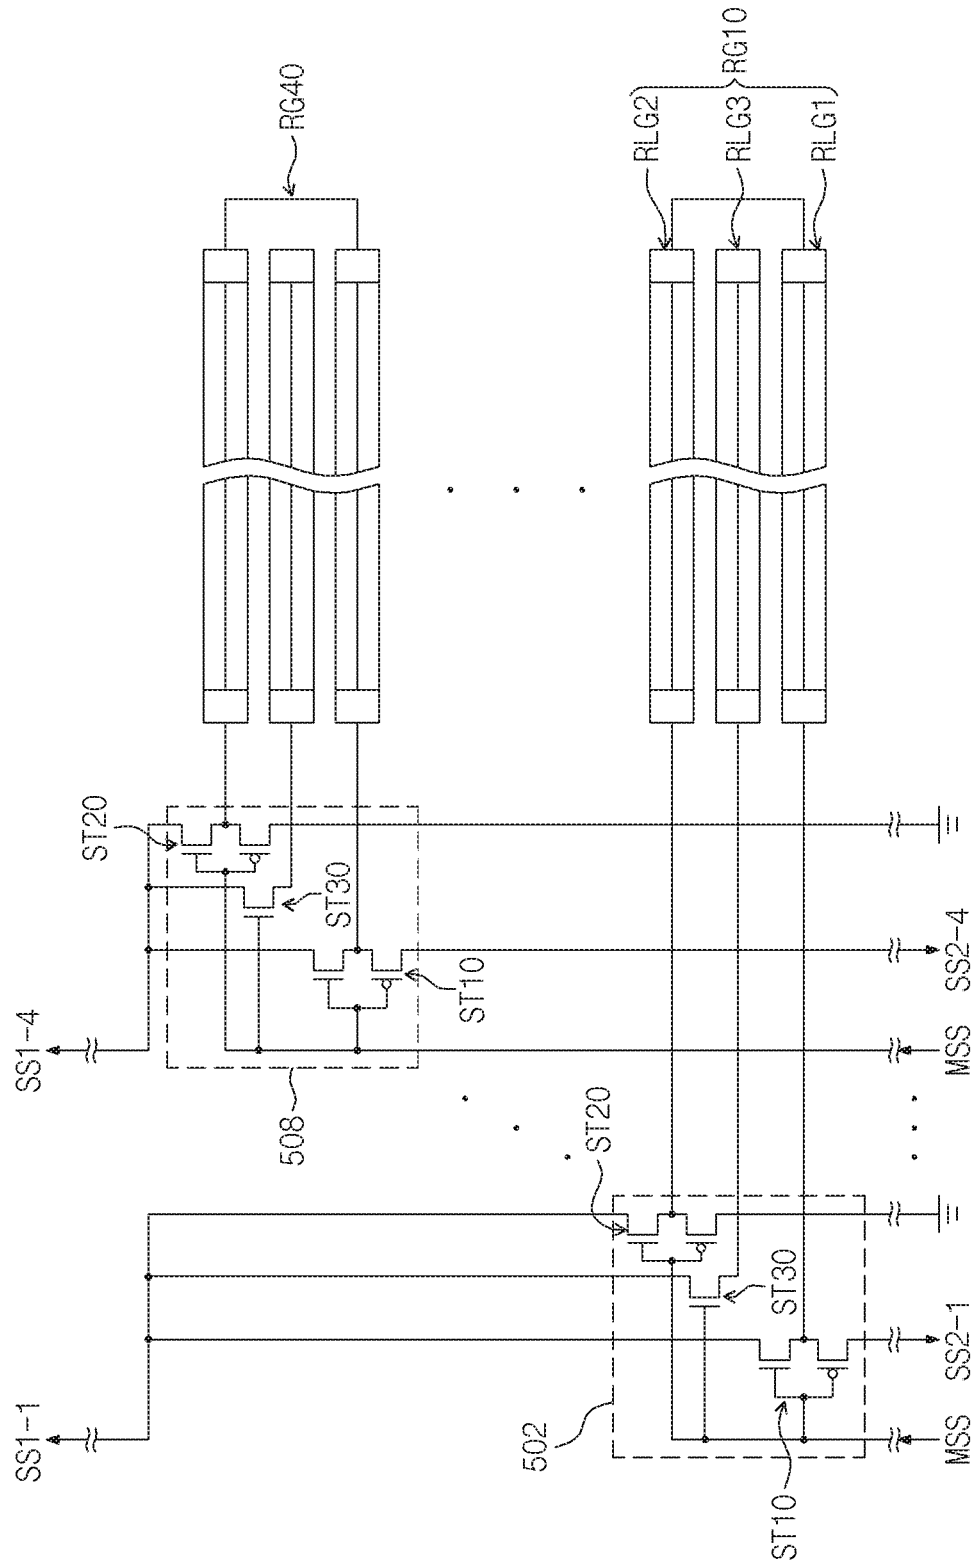 SS1-1
SS1-4
502
508
ST10
ST30
ST20
ST10
ST30
ST20
MSS
SS2-1
MSS
SS2-4
RG40
RLG2
RLG3
RLG1
RG10